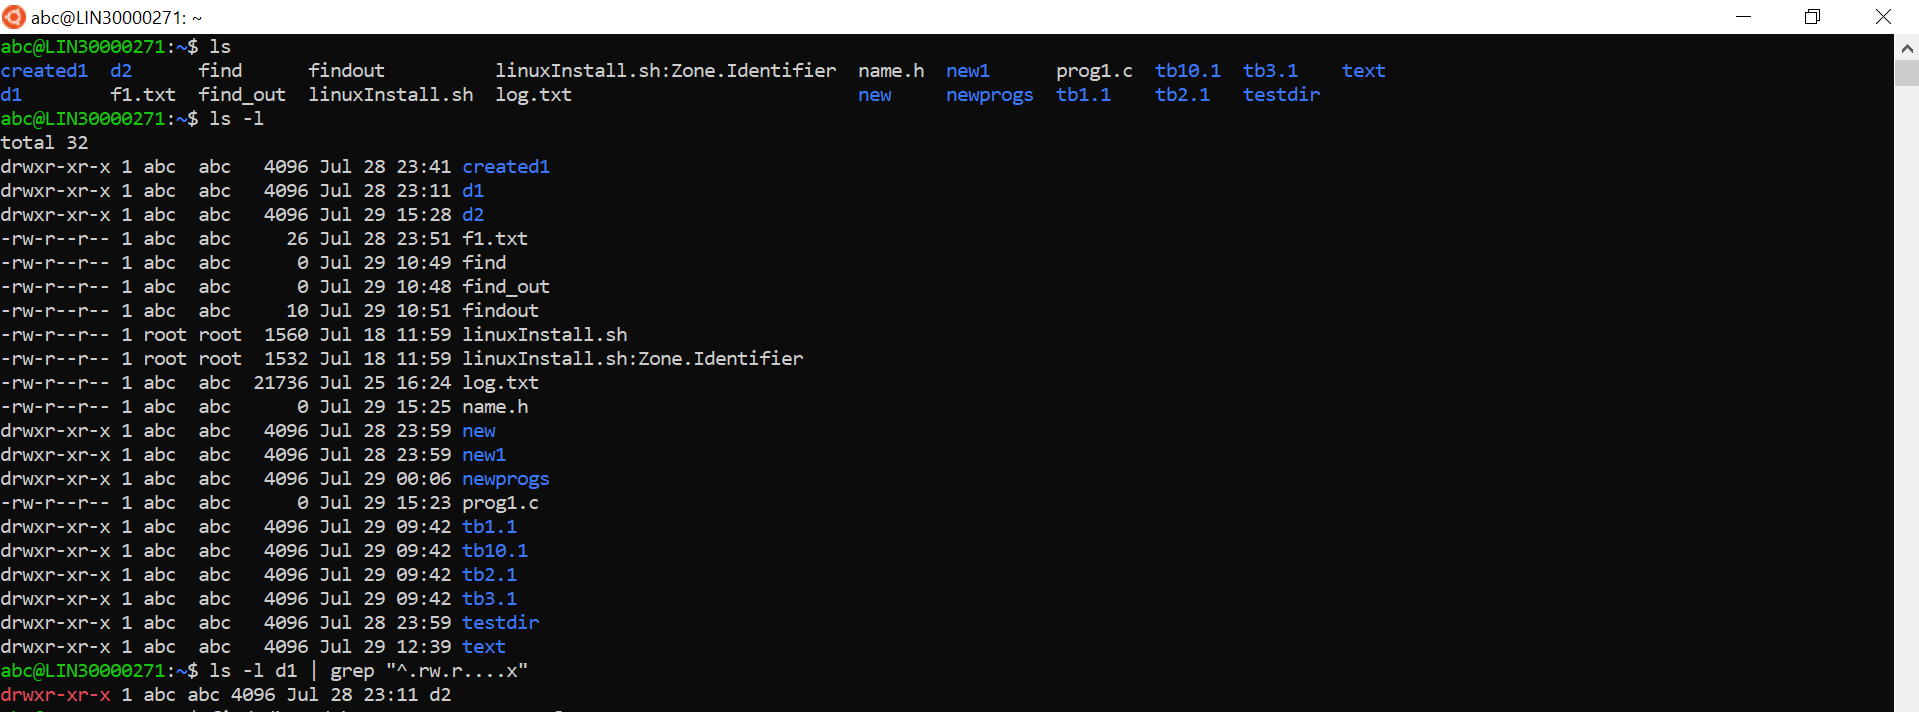 abc@LIN30000271: ~
abc@LIN30000271:~$ ls
created1  d2      find      findout           linuxInstall.sh:Zone.Identifier  name.h  new1      prog1.c  tb10.1  tb3.1    text
d1        f1.txt  find_out  linuxInstall.sh  log.txt                          new     newprogs  tb1.1    tb2.1   testdir
abc@LIN30000271:~$ ls -l
total 32
drwxr-xr-x 1 abc  abc   4096 Jul 28 23:41 created1
drwxr-xr-x 1 abc  abc   4096 Jul 28 23:11 d1
drwxr-xr-x 1 abc  abc   4096 Jul 29 15:28 d2
-rw-r--r-- 1 abc  abc     26 Jul 28 23:51 f1.txt
-rw-r--r-- 1 abc  abc      0 Jul 29 10:49 find
-rw-r--r-- 1 abc  abc      0 Jul 29 10:48 find_out
-rw-r--r-- 1 abc  abc     10 Jul 29 10:51 findout
-rw-r--r-- 1 root root  1560 Jul 18 11:59 linuxInstall.sh
-rw-r--r-- 1 root root  1532 Jul 18 11:59 linuxInstall.sh:Zone.Identifier
-rw-r--r-- 1 abc  abc  21736 Jul 25 16:24 log.txt
-rw-r--r-- 1 abc  abc      0 Jul 29 15:25 name.h
drwxr-xr-x 1 abc  abc   4096 Jul 28 23:59 new
drwxr-xr-x 1 abc  abc   4096 Jul 28 23:59 new1
drwxr-xr-x 1 abc  abc   4096 Jul 29 00:06 newprogs
-rw-r--r-- 1 abc  abc      0 Jul 29 15:23 prog1.c
drwxr-xr-x 1 abc  abc   4096 Jul 29 09:42 tb1.1
drwxr-xr-x 1 abc  abc   4096 Jul 29 09:42 tb10.1
drwxr-xr-x 1 abc  abc   4096 Jul 29 09:42 tb2.1
drwxr-xr-x 1 abc  abc   4096 Jul 29 09:42 tb3.1
drwxr-xr-x 1 abc  abc   4096 Jul 28 23:59 testdir
drwxr-xr-x 1 abc  abc   4096 Jul 29 12:39 text
abc@LIN30000271:~$ ls -l d1 | grep "^.rw.r....x"
drwxr-xr-x 1 abc abc 4096 Jul 28 23:11 d2